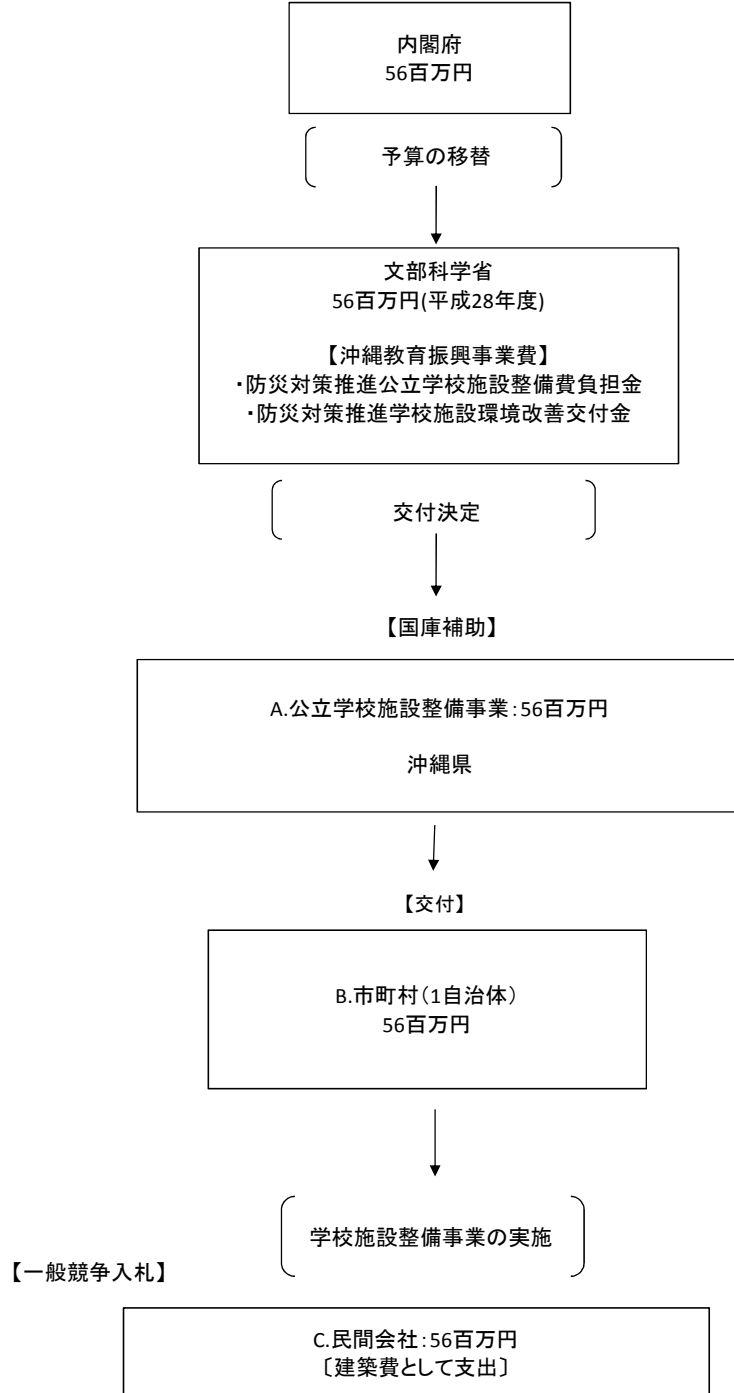 内閣府
56百万円
予算の移替
文部科学省
56百万円(平成28年度)
【沖縄教育振興事業費】
・防災対策推進公立学校施設整備費負担金
・防災対策推進学校施設環境改善交付金
交付決定
【国庫補助】
A.公立学校施設整備事業：56百万円
沖縄県
【交付】
B.市町村（1自治体）
56百万円
学校施設整備事業の実施
【一般競争入札】
C.民間会社：56百万円
〔建築費として支出〕